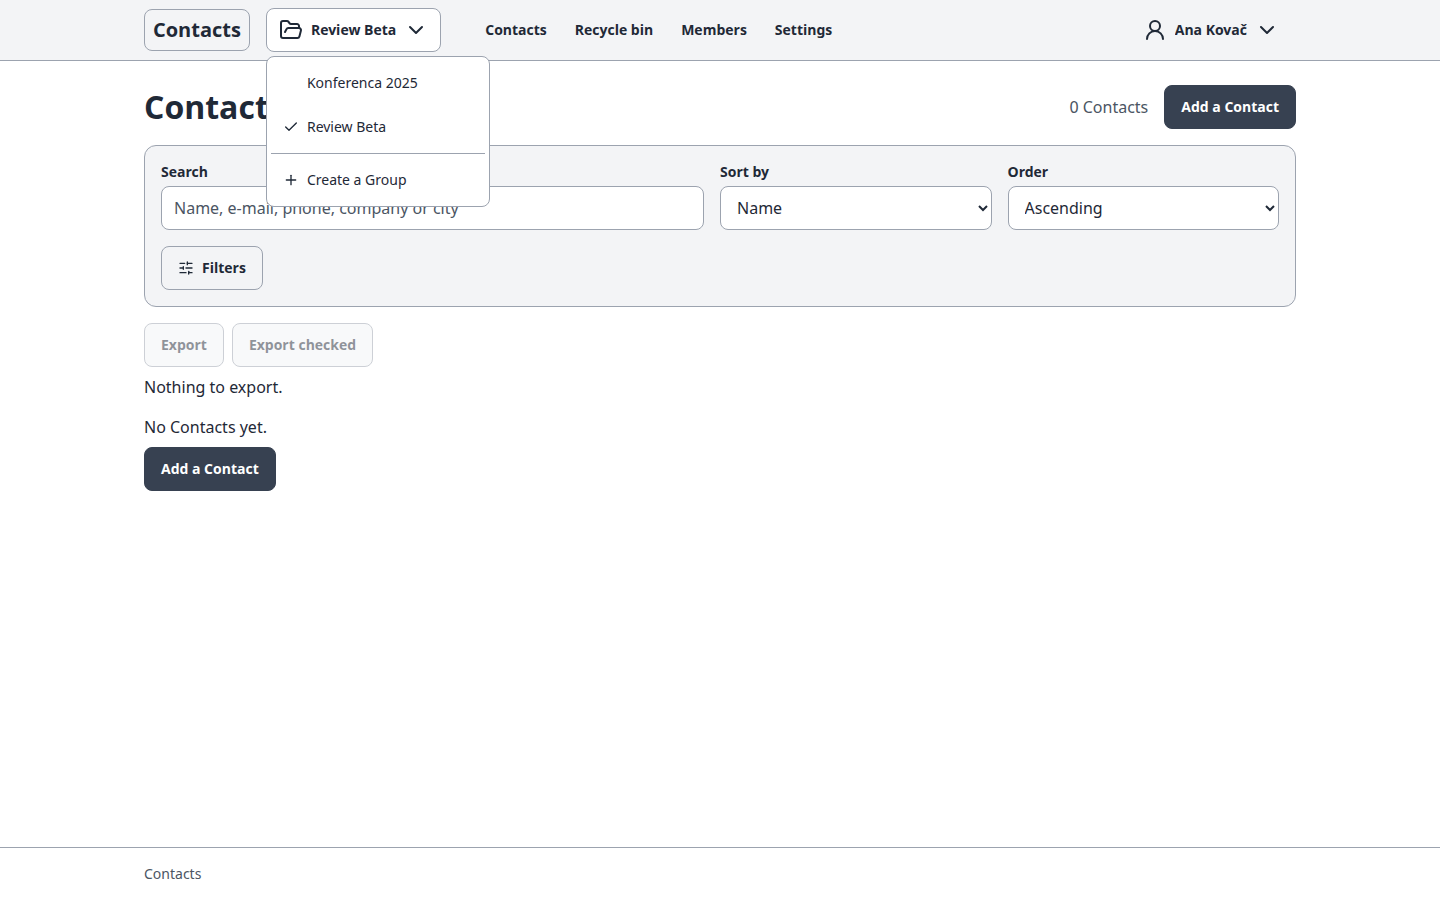 Contacts
Review Beta
Contacts
Recycle bin
Members
Settings
Ana Kovač
Konferenca 2025
Review Beta
Create a Group
Contact
0 Contacts
Add a Contact
Search
Sort by
Order
Name, e-mail, phone, company or city
Name
Ascending
Filters
Export
Export checked
Nothing to export.
No Contacts yet.
Add a Contact
Contacts